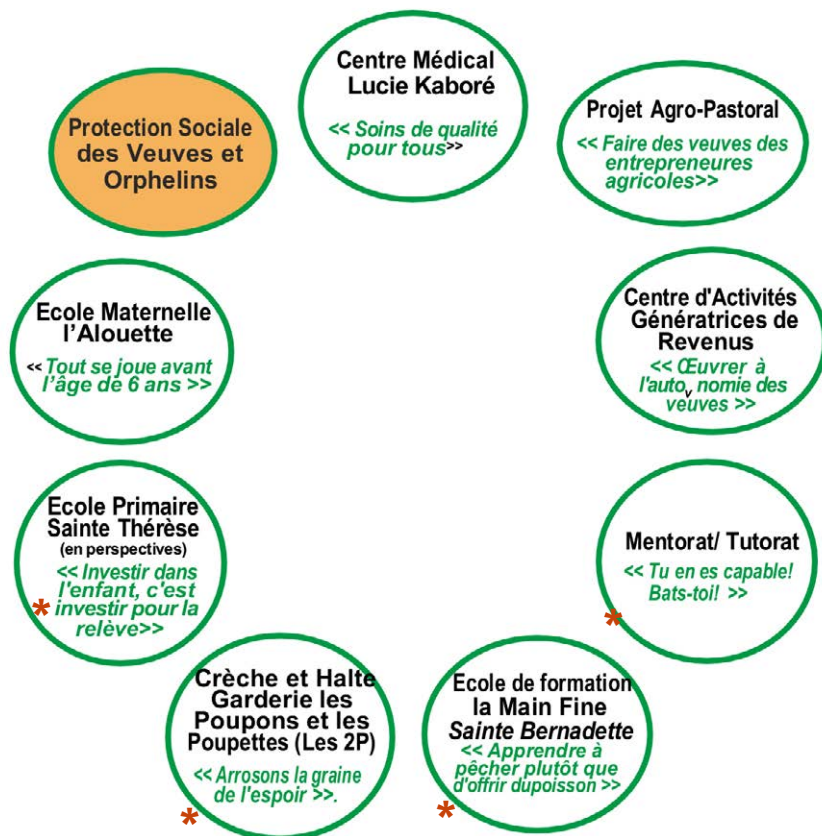 Protection Sociale
des Veuves et
Orphelins
Centre Médical
Lucie Kaboré
<< Soins de qualité
pour tous>>
Projet Agro-Pastoral
<< Faire des veuves des
entrepreneures
agricoles>>
Ecole Maternelle
l’Alouette
<< Tout se joue avant
l’âge de 6 ans >>
Centre d'Activités
Génératrices de
Revenus
<< Œuvrer à
l'auto, nomie des
veuves >>
Ecole Primaire
Sainte Thérèse
(en perspectives)
<< Investir dans
l'enfant, c'est
* investir pour la
relève>>
Mentorat/ Tutorat
<< Tu en es capable!
Bats-toi! >>
*
Crèche et Halte
Garderie les
Poupons et les
Poupettes (Les 2P)
<< Arrosons la graine
de l'espoir >>.
*
Ecole de formation
la Main Fine
Sainte Bernadette
<< Apprendre à
pêcher plutôt que
d'offrir dupoisson >>
*